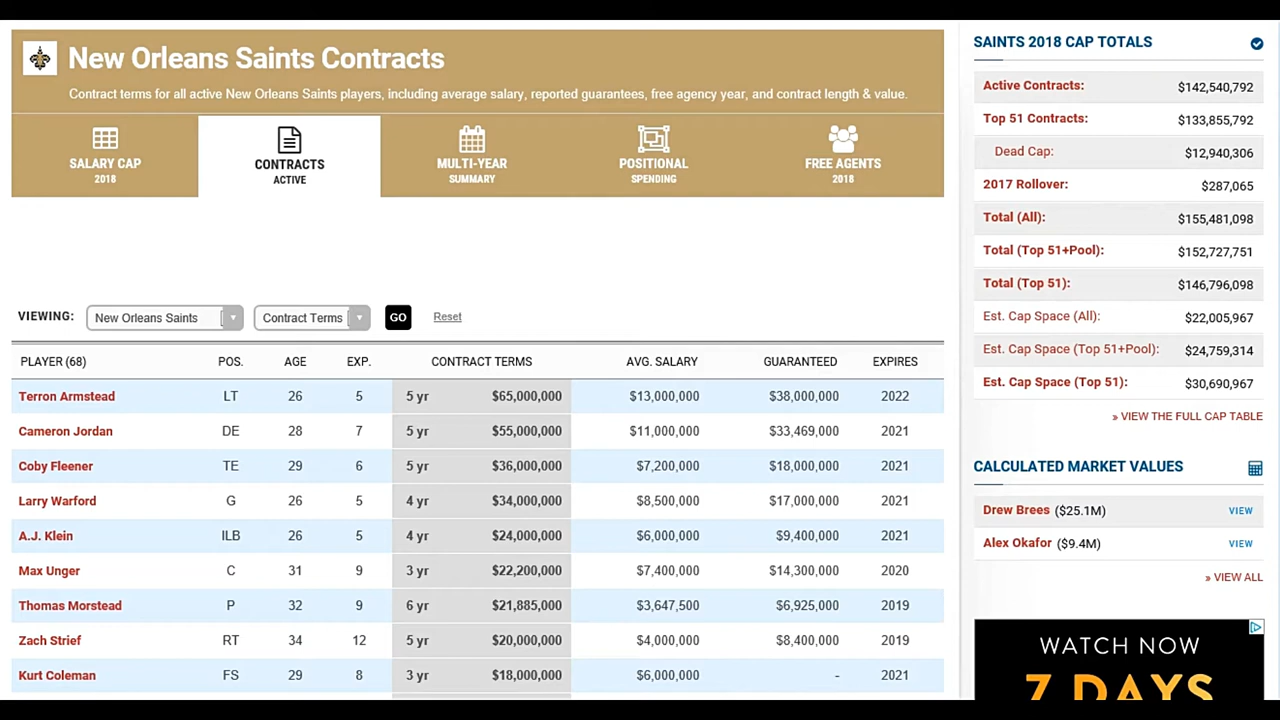 New Orleans Saints Contracts
Contract terms for all active New Orleans Saints players, including average salary, reported guarantees, free agency year, and contract length & value.
SALARY CAP
2018
CONTRACTS
ACTIVE
MULTI-YEAR
SUMMARY
POSITIONAL
SPENDING
FREE AGENTS
2018
VIEWING: New Orleans Saints Contract Terms GO Reset
PLAYER (68) POS. AGE EXP. CONTRACT TERMS AVG. SALARY GUARANTEED EXPIRES
Terron Armstead LT 26 5 5 yr $65,000,000 $13,000,000 $38,000,000 2022
Cameron Jordan DE 28 7 5 yr $55,000,000 $11,000,000 $33,469,000 2021
Coby Fleener TE 29 6 5 yr $36,000,000 $7,200,000 $18,000,000 2021
Larry Warford G 26 5 4 yr $34,000,000 $8,500,000 $17,000,000 2021
A.J. Klein ILB 26 5 4 yr $24,000,000 $6,000,000 $9,400,000 2021
Max Unger C 31 9 3 yr $22,200,000 $7,400,000 $14,300,000 2020
Thomas Morstead P 32 9 6 yr $21,885,000 $3,647,500 $6,925,000 2019
Zach Strief RT 34 12 5 yr $20,000,000 $4,000,000 $8,400,000 2019
Kurt Coleman FS 29 8 3 yr $18,000,000 $6,000,000 - 2021
SAINTS 2018 CAP TOTALS
Active Contracts: $142,540,792
Top 51 Contracts: $133,855,792
Dead Cap: $12,940,306
2017 Rollover: $287,065
Total (All): $155,481,098
Total (Top 51+Pool): $152,727,751
Total (Top 51): $146,796,098
Est. Cap Space (All): $22,005,967
Est. Cap Space (Top 51+Pool): $24,759,314
Est. Cap Space (Top 51): $30,690,967
» VIEW THE FULL CAP TABLE
CALCULATED MARKET VALUES
Drew Brees ($25.1M) VIEW
Alex Okafor ($9.4M) VIEW
» VIEW ALL
WATCH NOW
7 DAYS